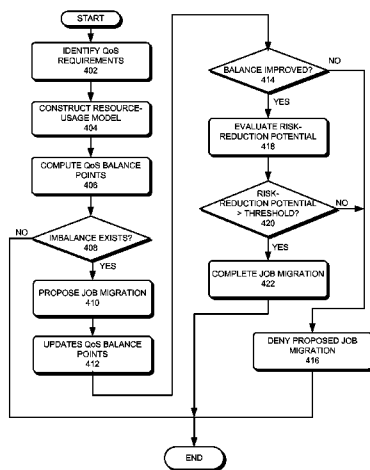 START
IDENTIFY QoS
REQUIREMENTS
402
CONSTRUCT RESOURCE-
USAGE MODEL
404
COMPUTE QoS BALANCE
POINTS
406
IMBALANCE EXISTS?
408
NO
YES
PROPOSE JOB MIGRATION
410
UPDATES QoS BALANCE
POINTS
412
BALANCE IMPROVED?
414
NO
YES
EVALUATE RISK-
REDUCTION POTENTIAL
418
RISK-
REDUCTION POTENTIAL
> THRESHOLD?
420
NO
YES
COMPLETE JOB MIGRATION
422
DENY PROPOSED JOB
MIGRATION
416
END